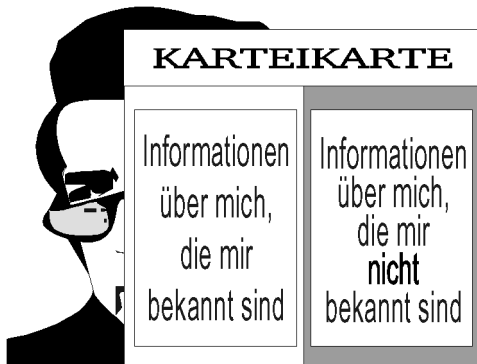 KARTEIKARTE
Informationen
über mich,
die mir
bekannt sind
Informationen
über mich,
die mir
nicht
bekannt sind